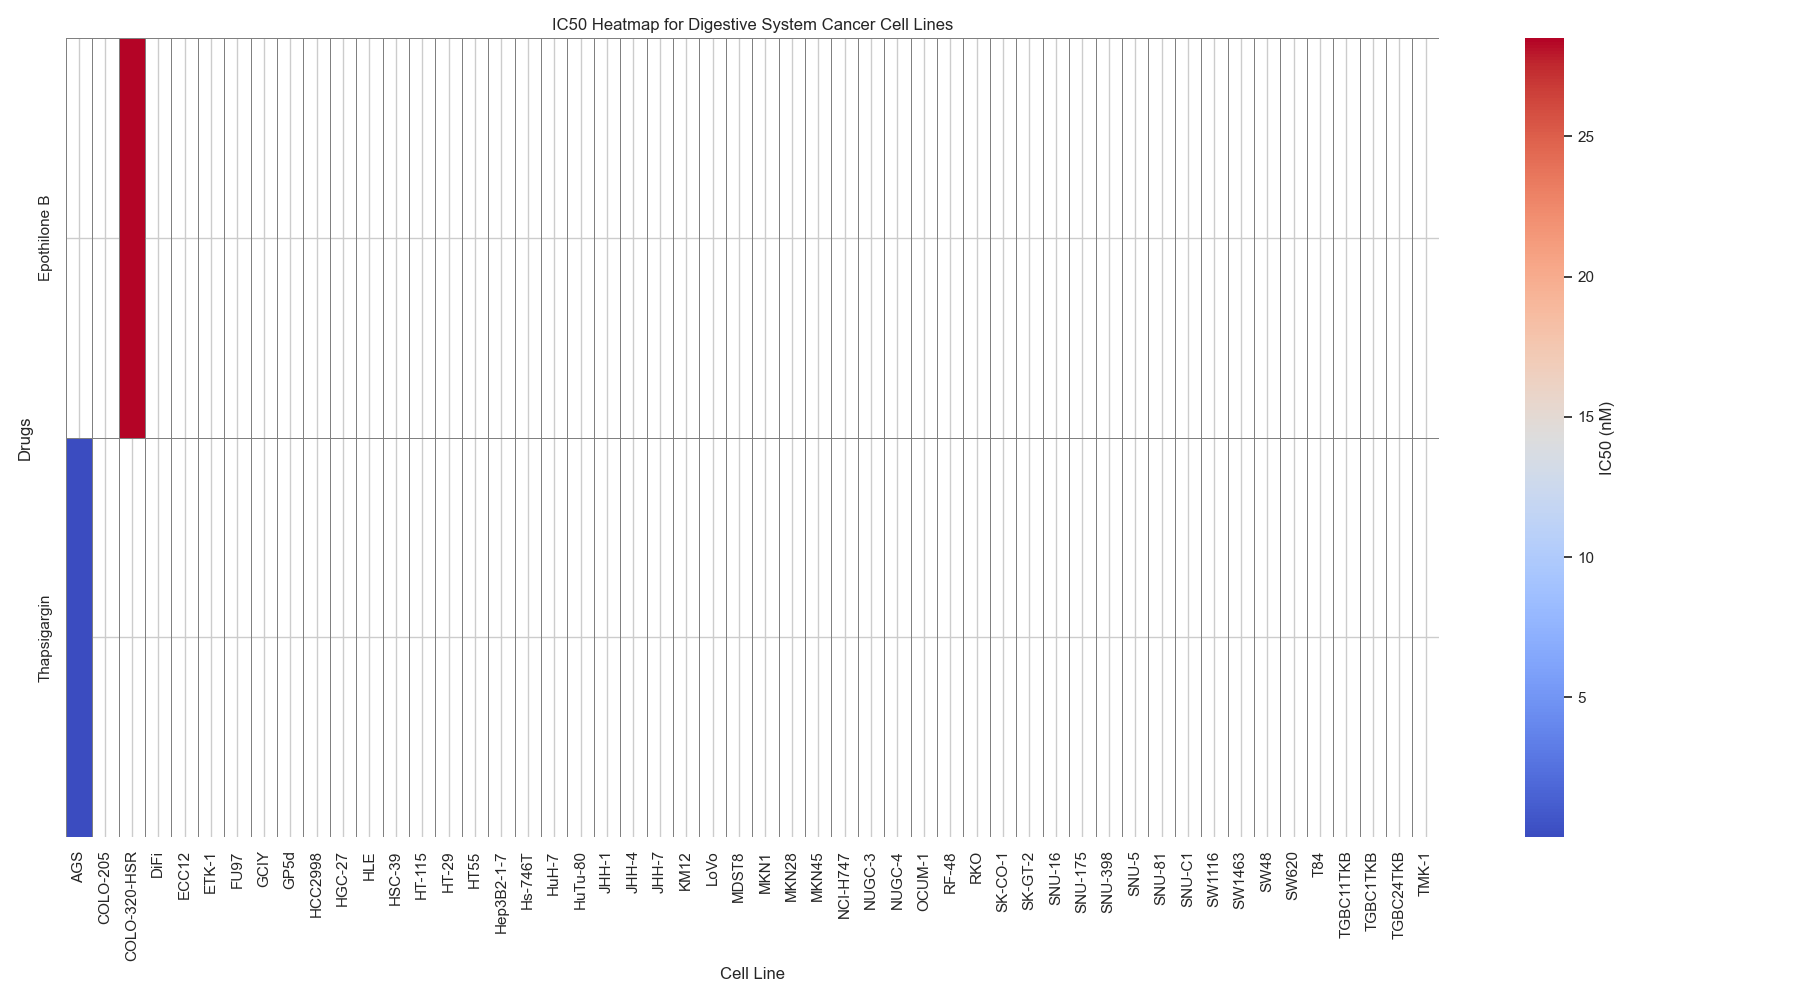 IC50 Heatmap for Digestive System Cancer Cell Lines
Drugs
Epothilone B
Thapsigargin
AGS
COLO-205
COLO-320-HSR
DiFi
ECC12
ETK-1
FU97
GCIY
GP5d
HCC2998
HGC-27
HLE
HSC-39
HT-115
HT-29
HT55
Hep3B2-1-7
Hs-746T
HuH-7
HuTu-80
JHH-1
JHH-4
JHH-7
KM12
LoVo
MDST8
MKN1
MKN28
MKN45
NCI-H747
NUGC-3
NUGC-4
OCUM-1
RF-48
RKO
SK-CO-1
SK-GT-2
SNU-16
SNU-175
SNU-398
SNU-5
SNU-81
SNU-C1
SW1116
SW1463
SW48
SW620
T84
TGBC11TKB
TGBC1TKB
TGBC24TKB
TMK-1
Cell Line
25
20
15
10
5
IC50 (nM)